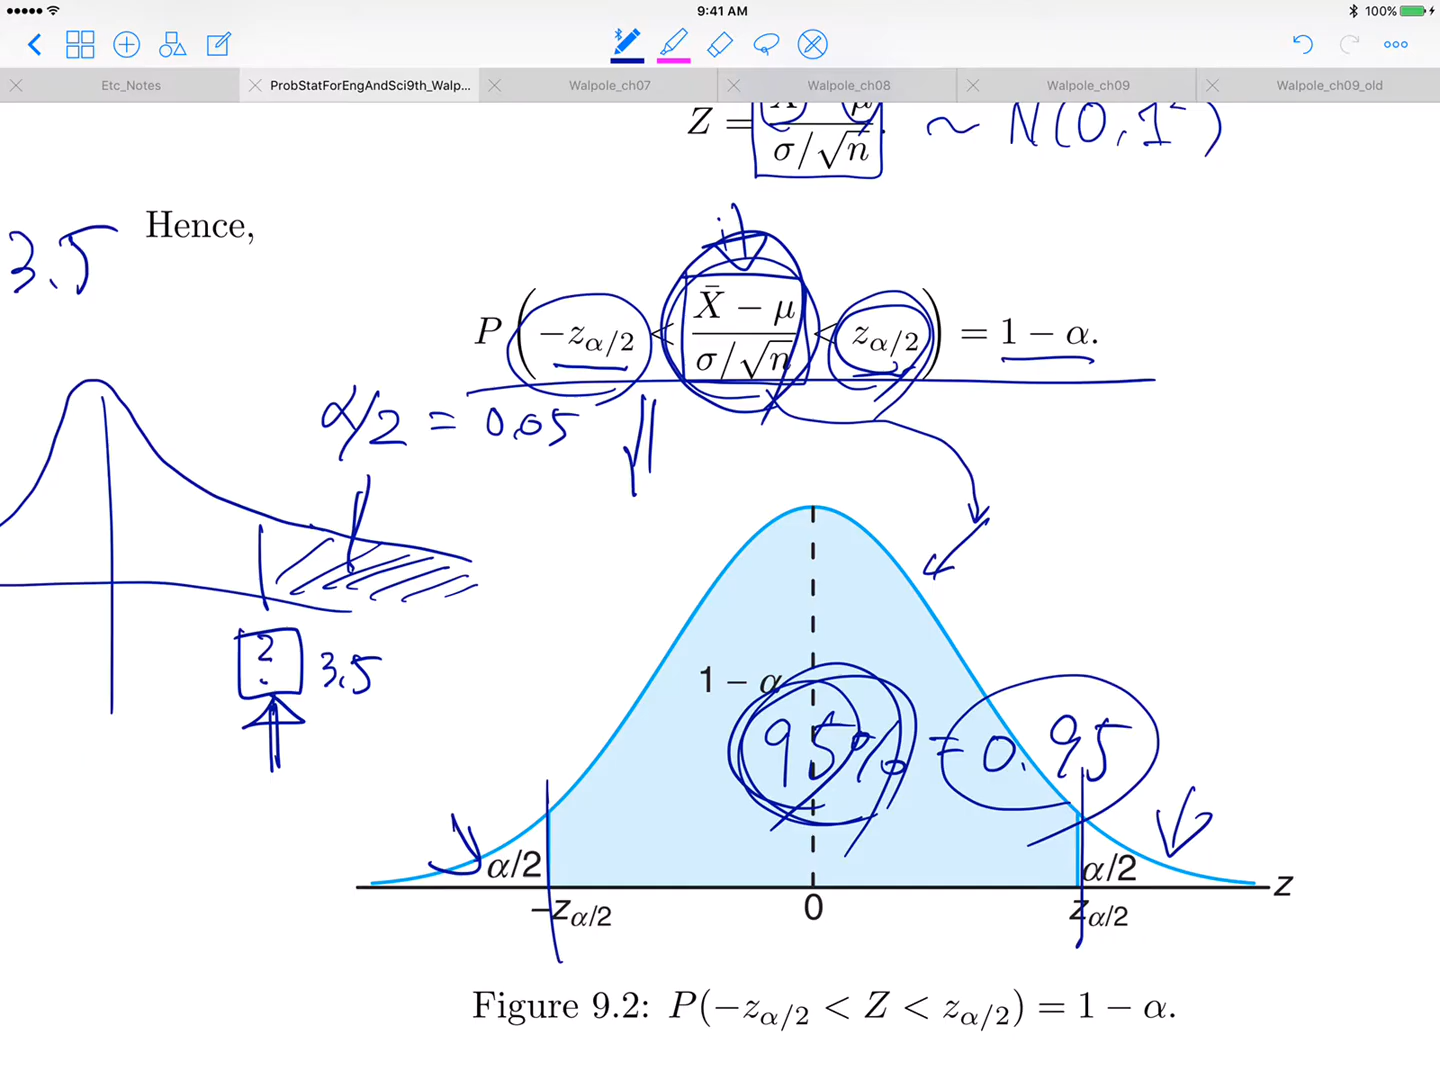 9:41 AM
100%
Etc_Notes
ProbStatForEngAndSci9th_Walp...
Walpole_ch07
Walpole_ch08
Walpole_ch09
Walpole_ch09_old
Z = (X̄ − μ)/(σ/√n). ~ N(0,1²)
3.5
Hence,
P(−z_{α/2} < (X̄ − μ)/(σ/√n) < z_{α/2}) = 1 − α.
α/2 = 0.05
?
3.5
1 − α
95% = 0.95
α/2
α/2
−z_{α/2}
0
z_{α/2}
z
Figure 9.2: P(−z_{α/2} < Z < z_{α/2}) = 1 − α.